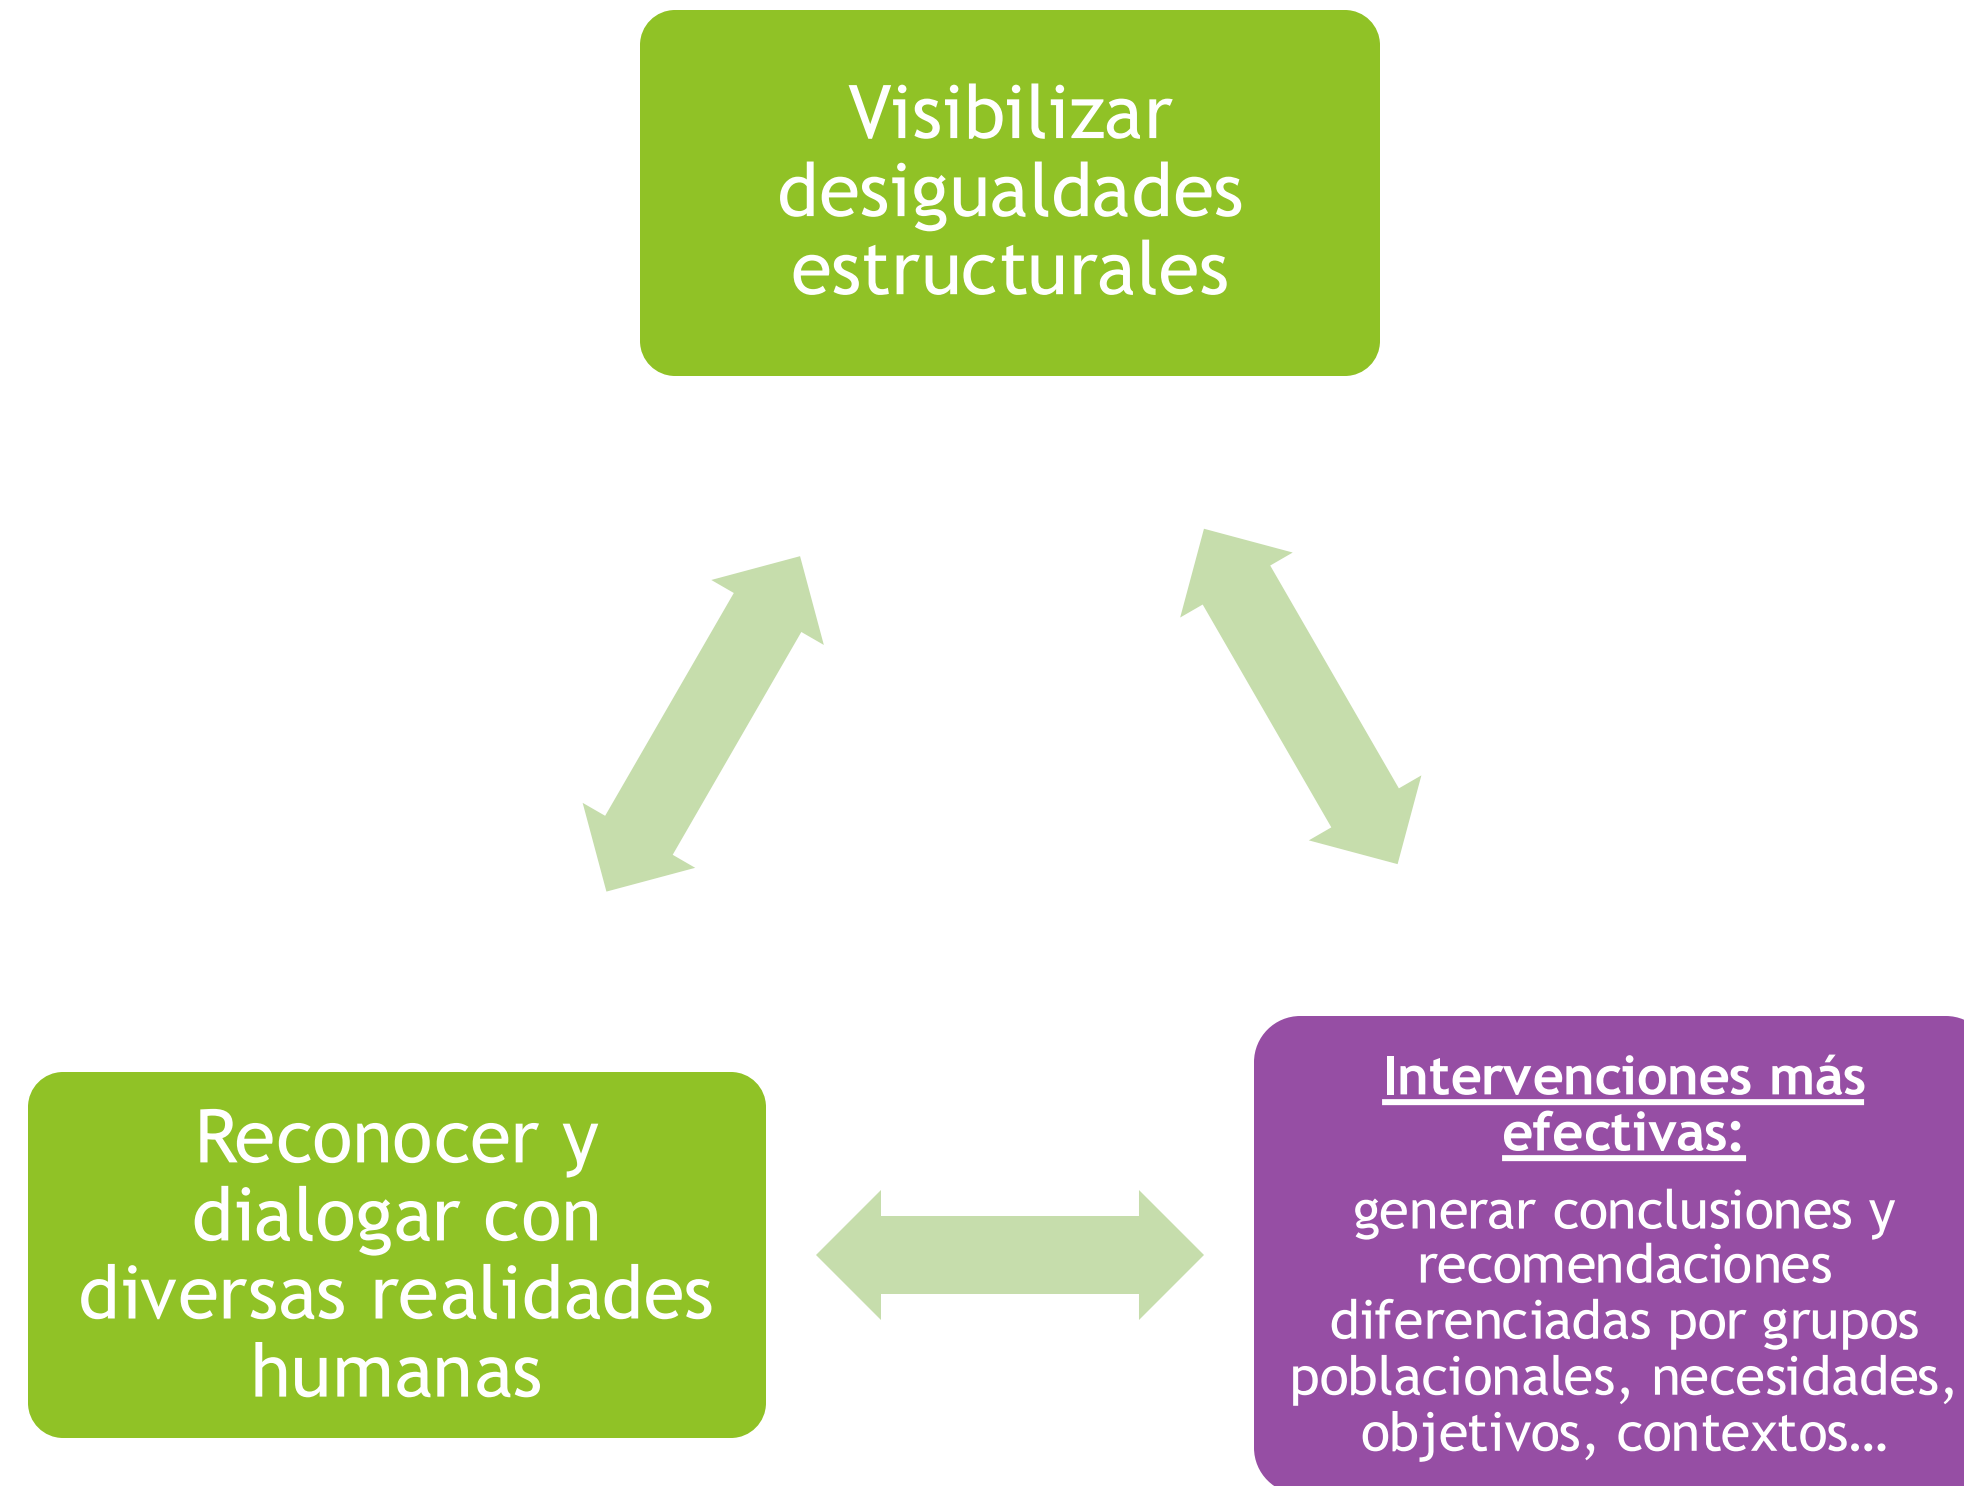 Visibilizar
desigualdades
estructurales
Reconocer y
dialogar con
diversas realidades
humanas
Intervenciones más
efectivas:
generar conclusiones y
recomendaciones
diferenciadas por grupos
poblacionales, necesidades,
objetivos, contextos…